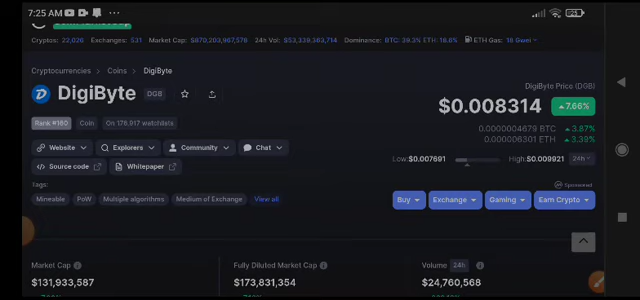 7:25 AM
Cryptos: 22,026 Exchanges: 531 Market Cap: $870,203,967,576 24h Vol: $53,339,363,714 Dominance: BTC: 39.3% ETH: 18.8% ETH Gas: 18 Gwei
Cryptocurrencies > Coins > DigiByte
DigiByte DGB
DigiByte Price (DGB)
$0.008314 7.66%
Rank #160 Coin On 178,917 watchlists
0.0000004679 BTC 3.87%
0.000006301 ETH 3.39%
Website Explorers Community Chat
Low: $0.007691 High: $0.009921 24h
Source code Whitepaper
Tags:
Sponsored
Mineable PoW Multiple algorithms Medium of Exchange View all
Buy Exchange Gaming Earn Crypto
Market Cap Fully Diluted Market Cap Volume 24h
$131,933,587 $173,831,354 $24,760,568